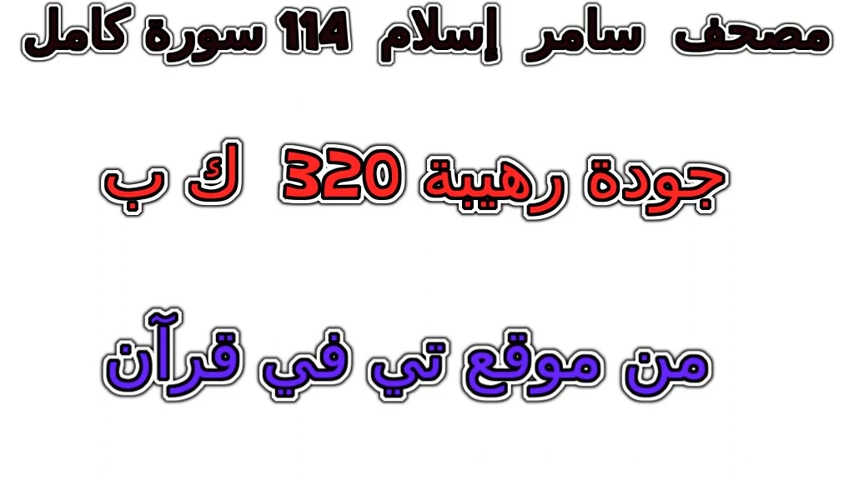 مصحف سامر إسلام 114 سورة كامل
جودة رهيبة 320 ك ب
من موقع تي في قرآن